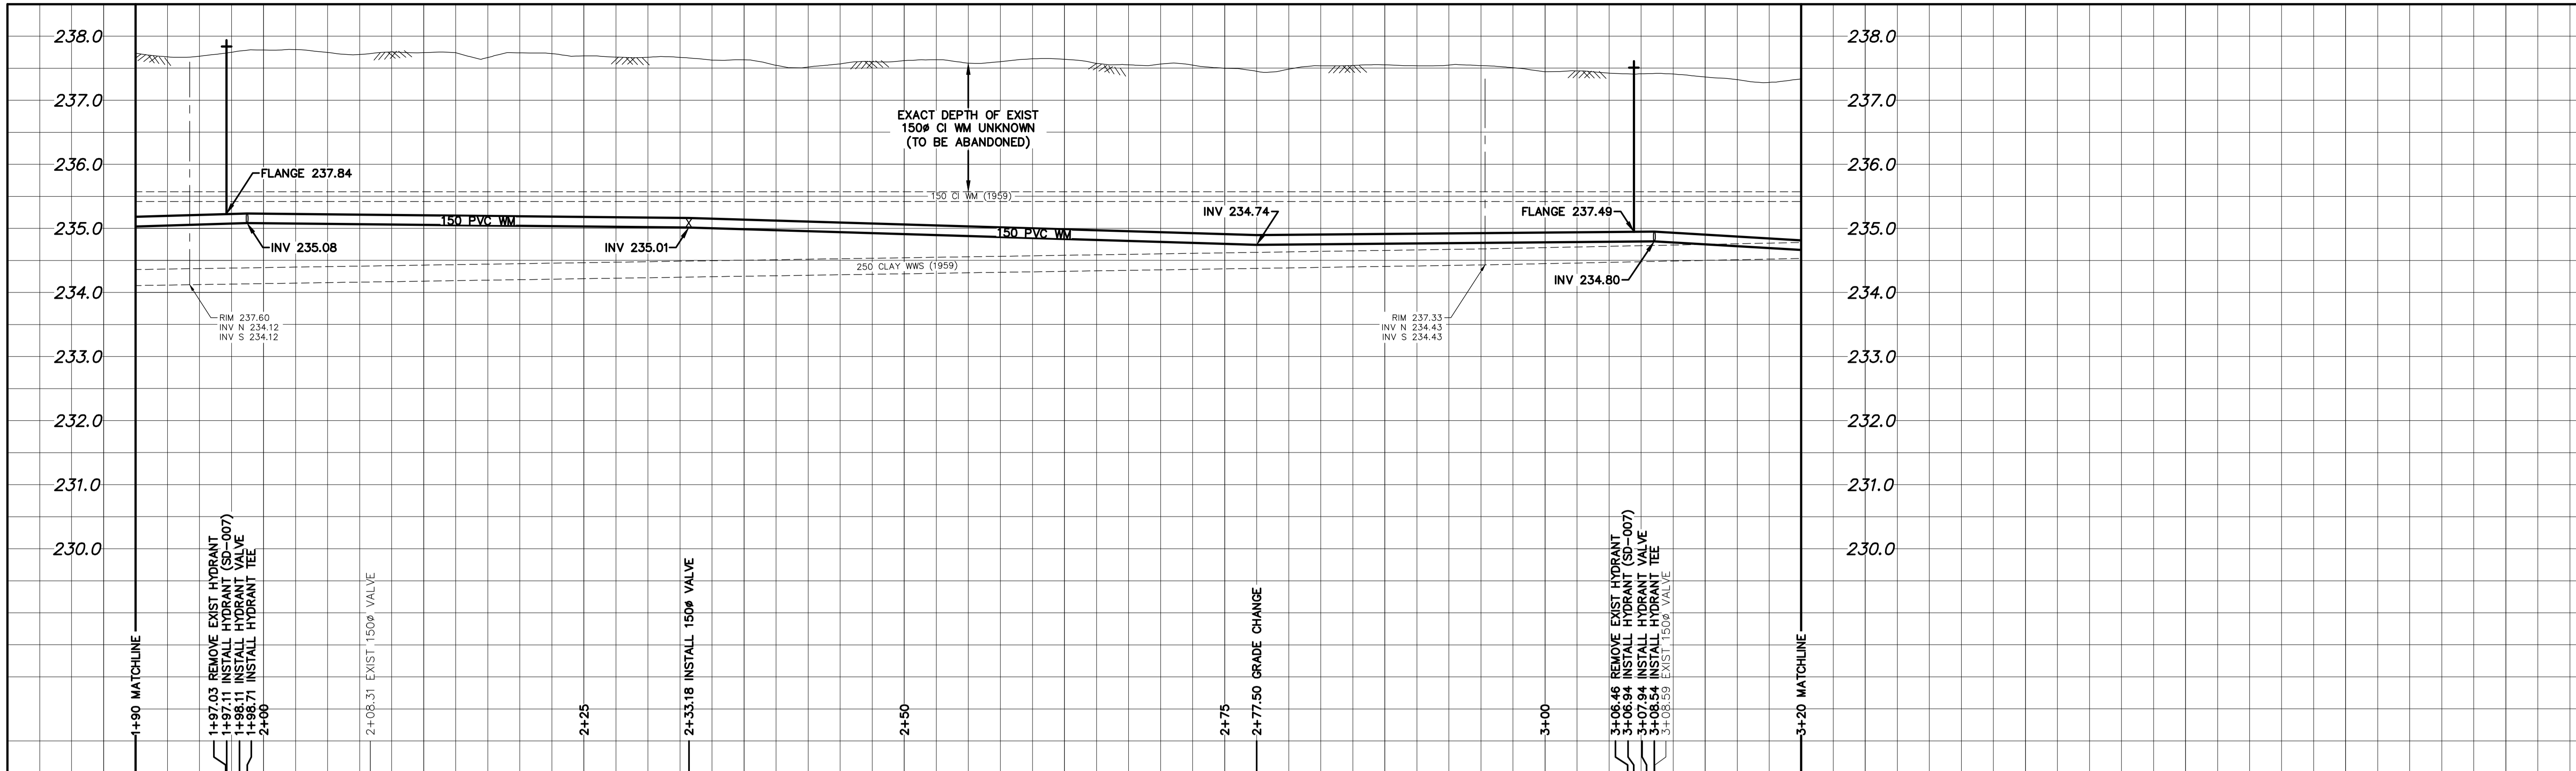 238.0
237.0
236.0
235.0
234.0
233.0
232.0
231.0
230.0
EXACT DEPTH OF EXIST
150ø CI WM UNKNOWN
(TO BE ABANDONED)
150 CI WM (1959)
FLANGE 237.84
150 PVC WM
INV 235.08
INV 235.01
INV 234.74
150 PVC WM
FLANGE 237.49
INV 234.80
250 CLAY WWS (1959)
RIM 237.60
INV N 234.12
INV S 234.12
RIM 237.33
INV N 234.43
INV S 234.43
1+90 MATCHLINE
1+97.03 REMOVE EXIST HYDRANT
1+97.11 INSTALL HYDRANT (SD-007)
1+98.11 INSTALL HYDRANT VALVE
1+98.71 INSTALL HYDRANT TEE
2+00
2+08.31 EXIST 150ø VALVE
2+25
2+33.18 INSTALL 150ø VALVE
2+50
2+75
2+77.50 GRADE CHANGE
3+00
3+06.46 REMOVE EXIST HYDRANT
3+06.94 INSTALL HYDRANT (SD-007)
3+07.94 INSTALL HYDRANT VALVE
3+08.54 INSTALL HYDRANT TEE
3+08.59 EXIST 150ø VALVE
3+20 MATCHLINE
238.0
237.0
236.0
235.0
234.0
233.0
232.0
231.0
230.0